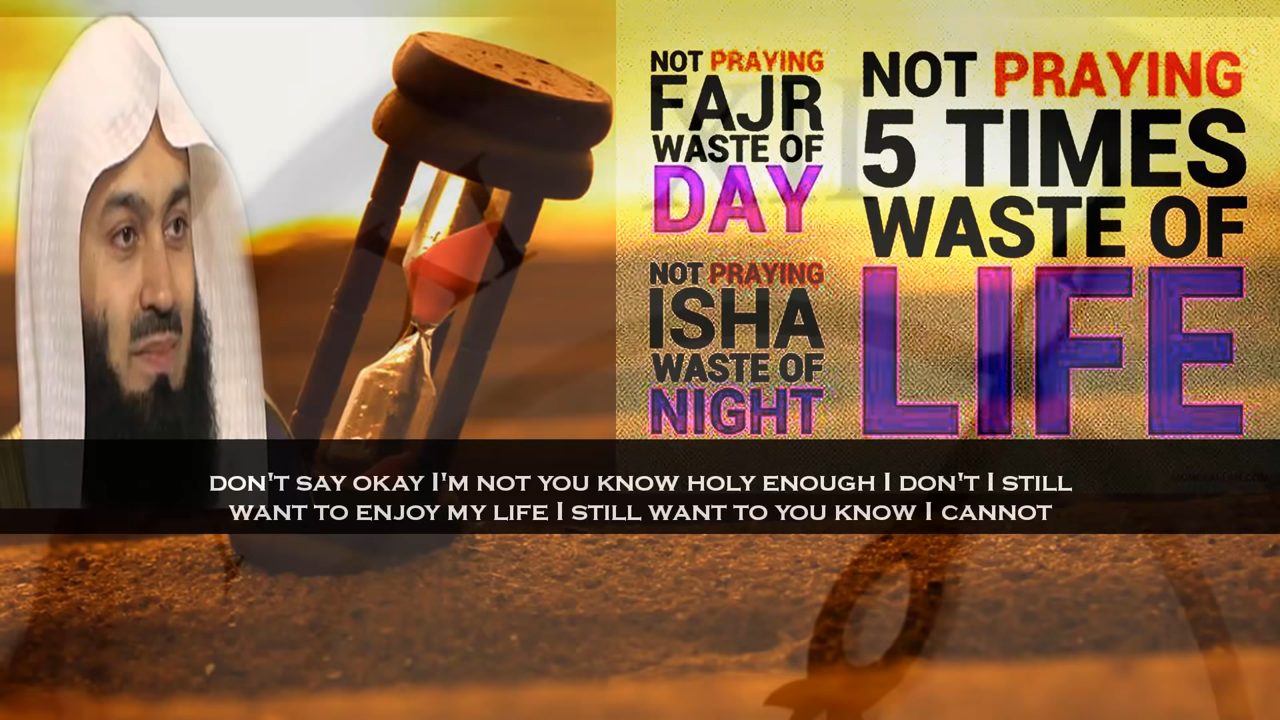 NOT PRAYING
FAJR
WASTE OF
DAY
NOT PRAYING
ISHA
WASTE OF
NIGHT
NOT PRAYING
5 TIMES
WASTE OF
LIFE
DON'T SAY OKAY I'M NOT YOU KNOW HOLY ENOUGH I DON'T I STILL
WANT TO ENJOY MY LIFE I STILL WANT TO YOU KNOW I CANNOT